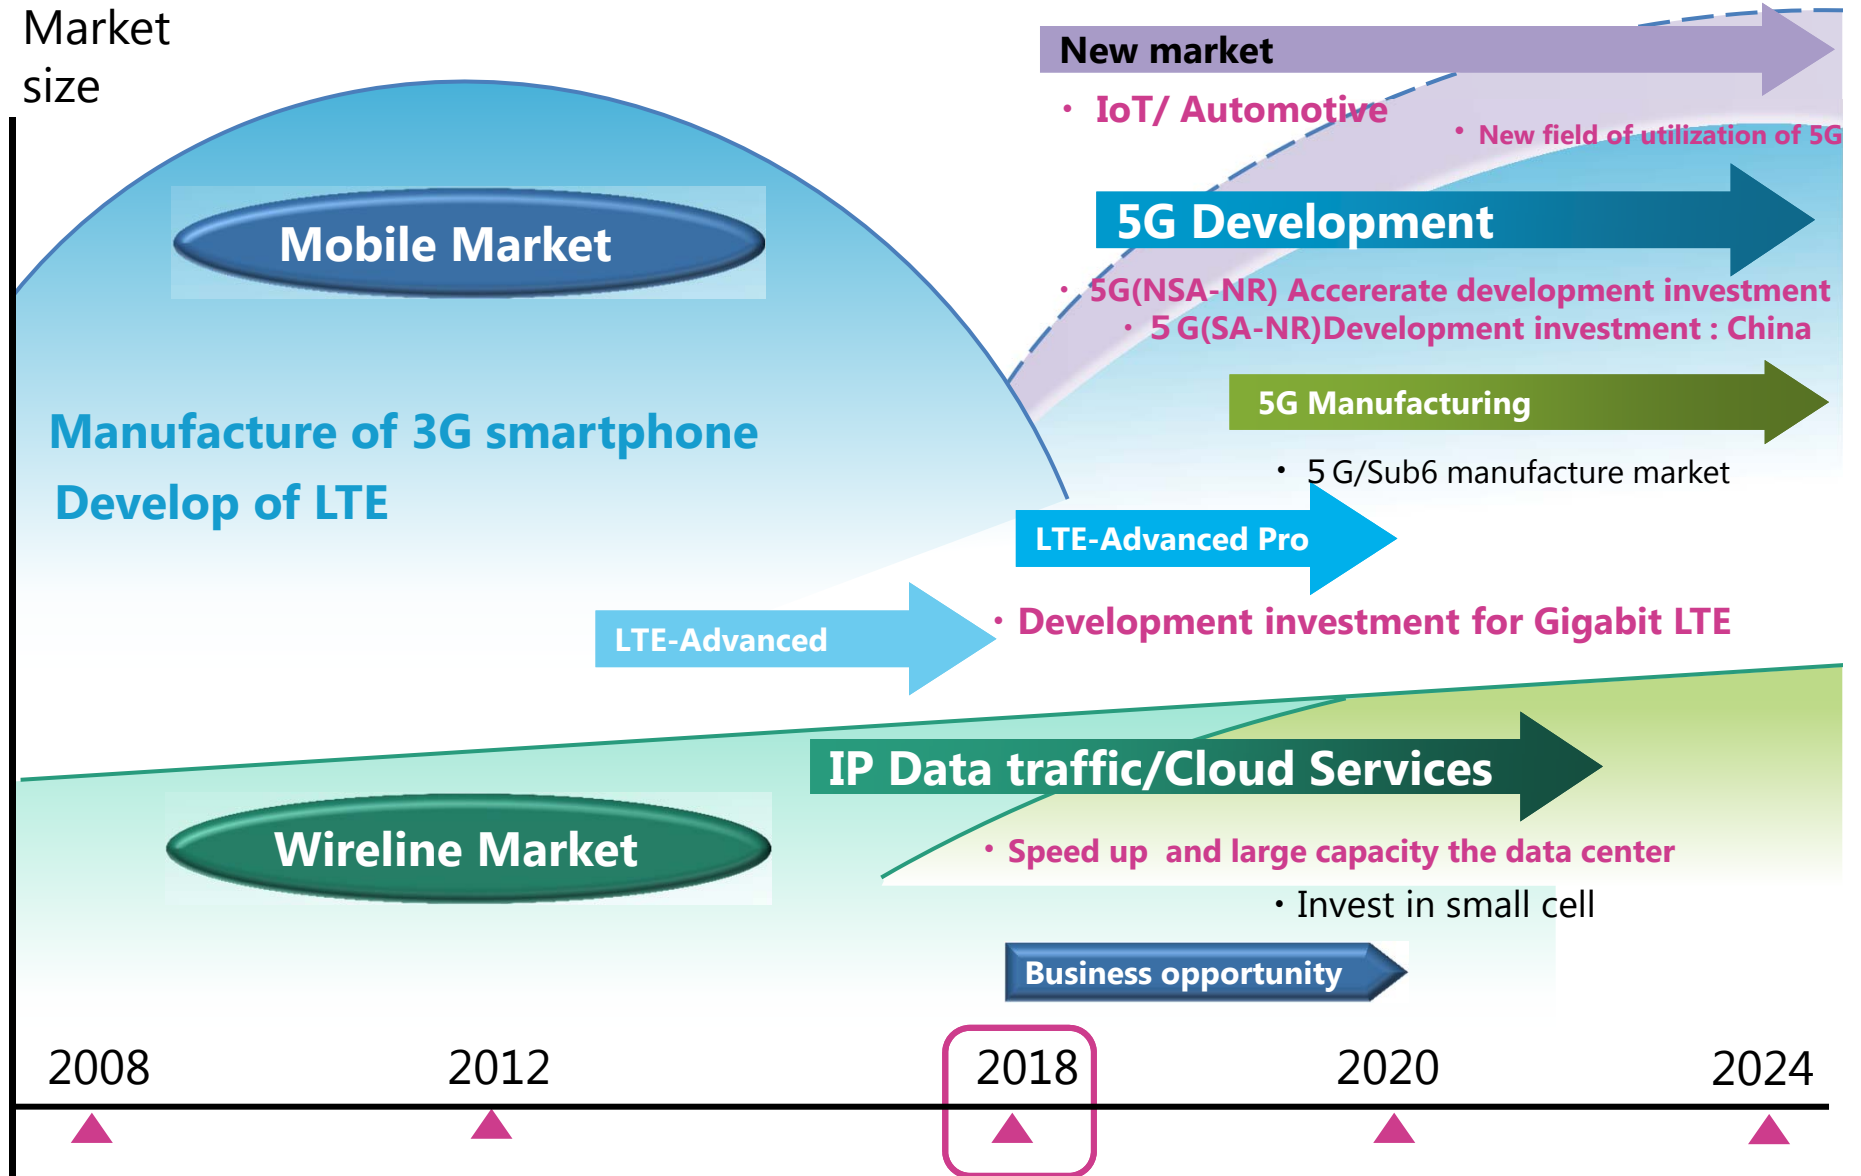 Market
size
New market
・ IoT/ Automotive
・ New field of utilization of 5G
Mobile Market
5G Development
・ 5G(NSA-NR) Accererate development investment
・ 5G(SA-NR)Development investment : China
5G Manufacturing
・ 5G/Sub6 manufacture market
Manufacture of 3G smartphone
Develop of LTE
LTE-Advanced Pro
LTE-Advanced
・ Development investment for Gigabit LTE
IP Data traffic/Cloud Services
Wireline Market
・ Speed up and large capacity the data center
・ Invest in small cell
Business opportunity
2008 2012 2018 2020 2024